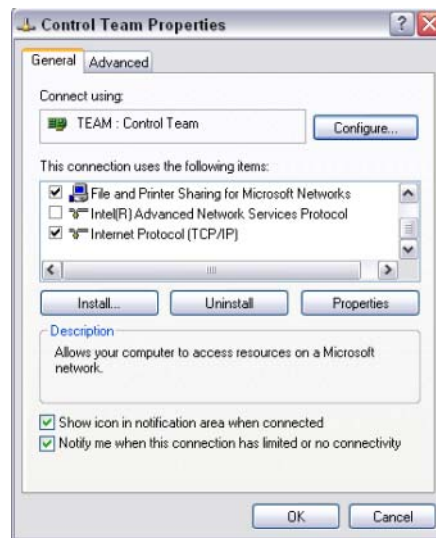 Control Team Properties
General Advanced
Connect using:
TEAM : Control Team
Configure...
This connection uses the following items:
File and Printer Sharing for Microsoft Networks
Intel(R) Advanced Network Services Protocol
Internet Protocol (TCP/IP)
Install... Uninstall Properties
Description
Allows your computer to access resources on a Microsoft
network.
Show icon in notification area when connected
Notify me when this connection has limited or no connectivity
OK Cancel